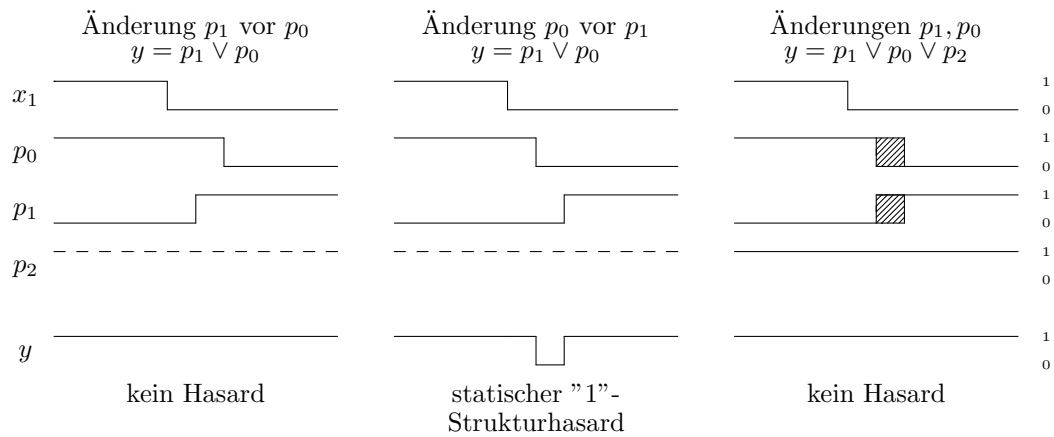 Änderung p₁ vor p₀
y = p₁ ∨ p₀
Änderung p₀ vor p₁
y = p₁ ∨ p₀
Änderungen p₁, p₀
y = p₁ ∨ p₀ ∨ p₂
x₁
1
0
p₀
1
0
p₁
1
0
p₂
1
0
y
1
0
kein Hasard
statischer ”1”-
Strukturhasard
kein Hasard